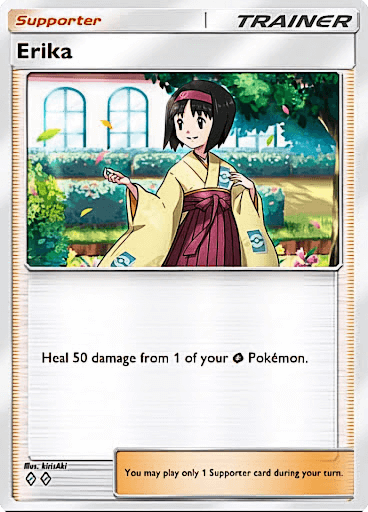 Supporter
TRAINER
Erika
Heal 50 damage from 1 of your Pokémon.
Illus. kirisAki
You may play only 1 Supporter card during your turn.